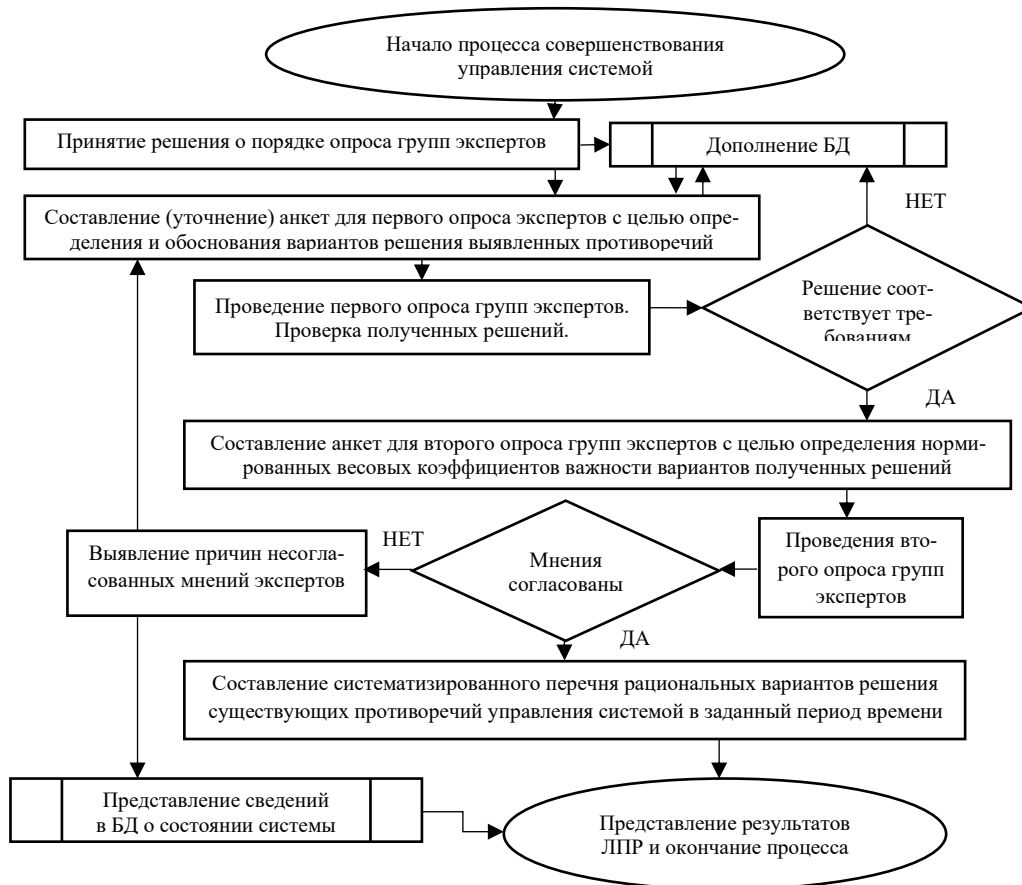 Начало процесса совершенствования
управления системой
Принятие решения о порядке опроса групп экспертов
Дополнение БД
НЕТ
Составление (уточнение) анкет для первого опроса экспертов с целью опре-
деления и обоснования вариантов решения выявленных противоречий
Проведение первого опроса групп экспертов.
Проверка полученных решений.
Решение соот-
ветствует тре-
бованиям
ДА
Составление анкет для второго опроса групп экспертов с целью определения норми-
рованных весовых коэффициентов важности вариантов полученных решений
Проведения вто-
рого опроса групп
экспертов
Мнения
согласованы
НЕТ
Выявление причин несогла-
сованных мнений экспертов
ДА
Составление систематизированного перечня рациональных вариантов решения
существующих противоречий управления системой в заданный период времени
Представление сведений
в БД о состоянии системы
Представление результатов
ЛПР и окончание процесса